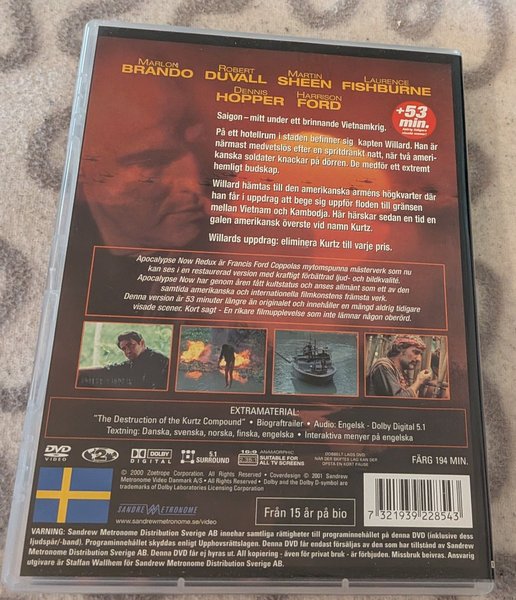 MARLON BRANDO
ROBERT DUVALL
MARTIN SHEEN
LAURENCE FISHBURNE
DENNIS HOPPER
HARRISON FORD
+53
min.
Saigon – mitt under ett brinnande Vietnamkrig.
På ett hotellrum i staden befinner sig kapten Willard. Han är
närmast medvetslös efter en spritdränkt natt, när två ameri-
kanska soldater knackar på dörren. De medför ett extremt
hemligt budskap.
Willard hämtas till den amerikanska arméns högkvarter där
han får i uppdrag att bege sig uppför floden till gränsen
mellan Vietnam och Kambodja. Här härskar sedan en tid en
galen amerikansk överste vid namn Kurtz.
Willards uppdrag: eliminera Kurtz till varje pris.
Apocalypse Now Redux är Francis Ford Coppolas mytomspunna mästerverk som nu
kan ses i en restaurerad version med kraftigt förbättrad ljud- och bildkvalité.
Apocalypse Now har genom åren fått kultstatus och anses allmänt som ett av den
samtida amerikanska och internationella filmkonstens främsta verk.
Denna version är 53 minuter längre än originalet och innehåller en mängd aldrig tidigare
visade scener. Kort sagt - En rikare filmupplevelse som inte lämnar någon oberörd.
EXTRAMATERIAL:
"The Destruction of the Kurtz Compound" • Biograftrailer • Audio: Engelsk - Dolby Digital 5.1
Textning: Danska, svenska, norska, finska, engelska • Interaktiva menyer på engelska
DVD VIDEO
2
DOLBY DIGITAL
5.1 SURROUND
16:9 ANAMORPHIC
SUITABLE FOR ALL TV SCREENS
DOBBELT LAGS DVD:
NÄR DER SKIFTES LAG KAN DER
OPSTÅ EN KORT PAUSE
FÄRG 194 MIN.
© 2000 Zoetrope Corporation. All Rights Reserved. • Coverdesign © 2001 Sandrew
Metronome Video Danmark A/S • All Rights Reserved. • Dolby and the Dolby D-symbol are
trademarks of Dolby Laboratories Licensing Corporation
SANDREW METRONOME
www.sandrewmetronome.se/video
Från 15 år på bio
7 321939 228543
VARNING: Sandrew Metronome Distribution Sverige AB innehar samtliga rättigheter till programinnehållet på denna DVD (inklusive dess
ljudspår/-band). Programinnehållet skyddas enligt Upphovsrättslagen. Denna DVD får endast försäljas av den som har tillstånd av Sandrew
Metronome Distribution Sverige AB. Denna DVD får ej hyras ut. All kopiering - även för privat bruk - är förbjuden. Missbruk beivras. Ansvarig
utgivare är Staffan Wallhem för Sandrew Metronome Distribution Sverige AB.